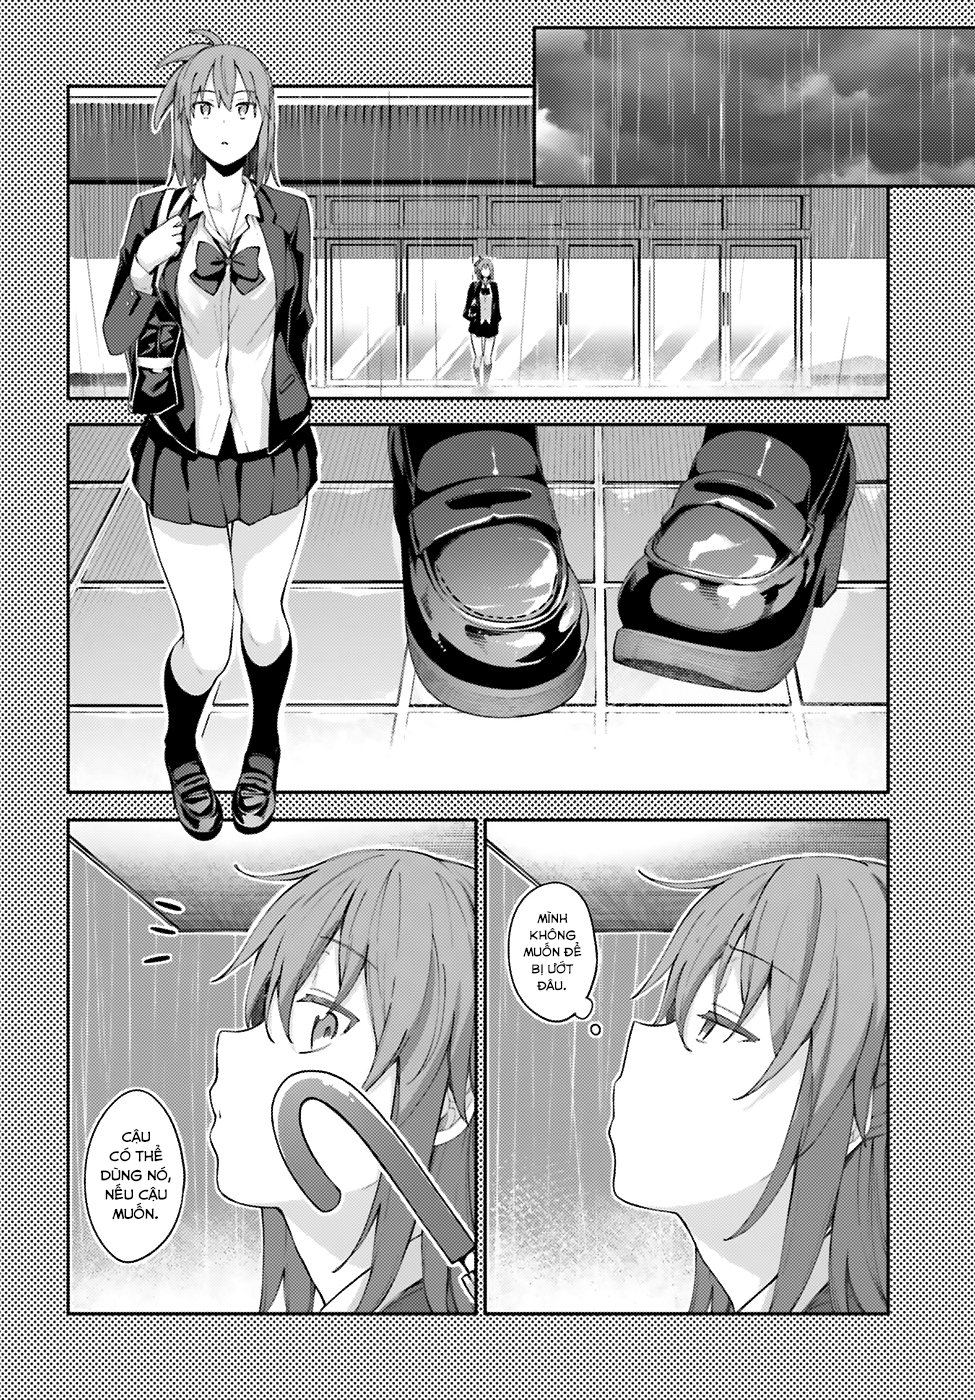 MÌNH
KHÔNG
MUỐN ĐỂ
BỊ ƯỚT
ĐÂU.
CẬU
CÓ THỂ
DÙNG NÓ,
NẾU CẬU
MUỐN.